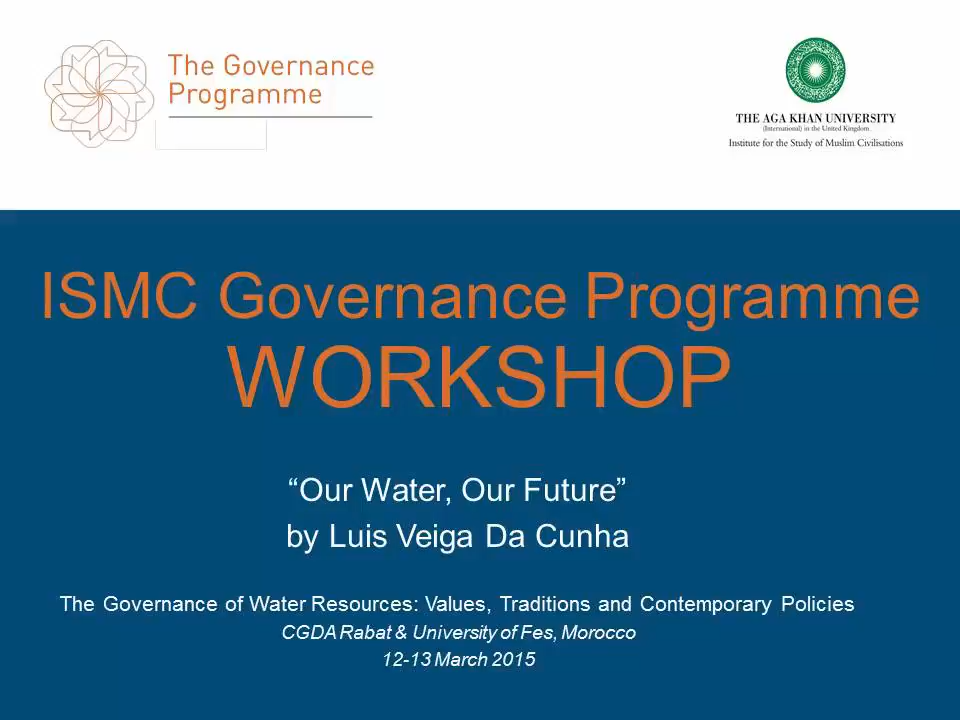 The Governance
Programme
THE AGA KHAN UNIVERSITY
(International) in the United Kingdom
Institute for the Study of Muslim Civilisations
ISMC Governance Programme
WORKSHOP
“Our Water, Our Future”
by Luis Veiga Da Cunha
The Governance of Water Resources: Values, Traditions and Contemporary Policies
CGDA Rabat & University of Fes, Morocco
12-13 March 2015